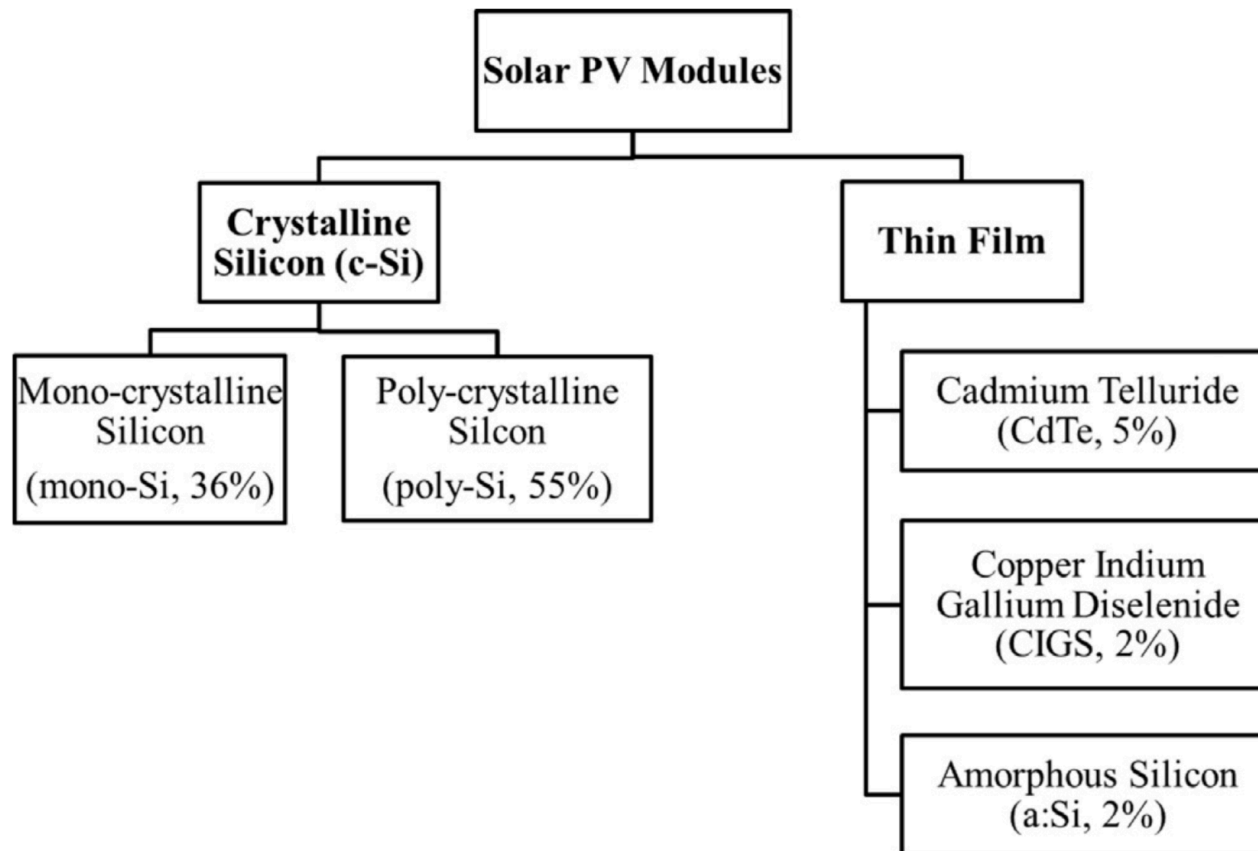 Solar PV Modules
Crystalline
Silicon (c-Si)
Thin Film
Mono-crystalline
Silicon
(mono-Si, 36%)
Poly-crystalline
Silcon
(poly-Si, 55%)
Cadmium Telluride
(CdTe, 5%)
Copper Indium
Gallium Diselenide
(CIGS, 2%)
Amorphous Silicon
(a:Si, 2%)